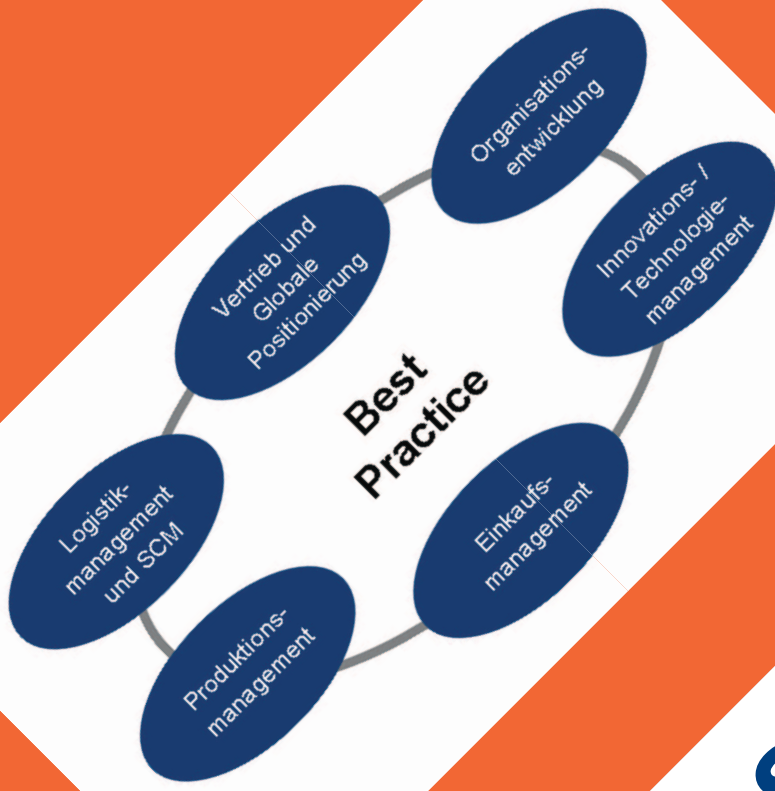 Organisations-
entwicklung
Innovations- /
Technologie-
management
Vertrieb und
Globale
Positionierung
Best
Practice
Einkaufs-
management
Logistik-
management
und SCM
Produktions-
management